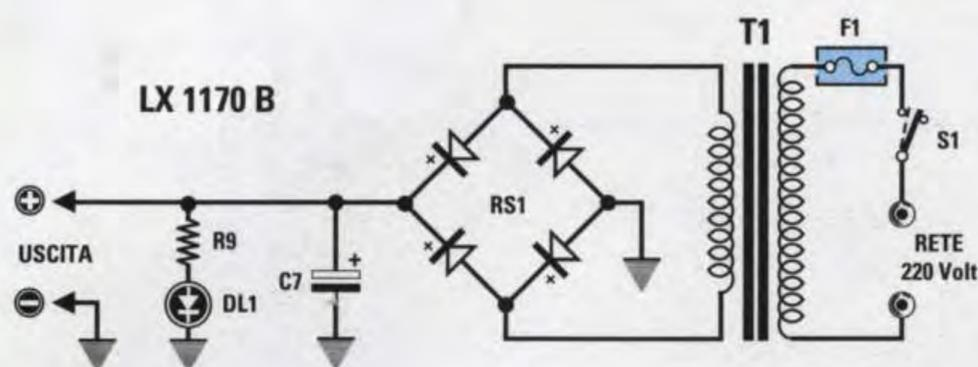 LX 1170 B
T1
F1
S1
RS1
R9
USCITA
C7
+
DL1
RETE
220 Volt